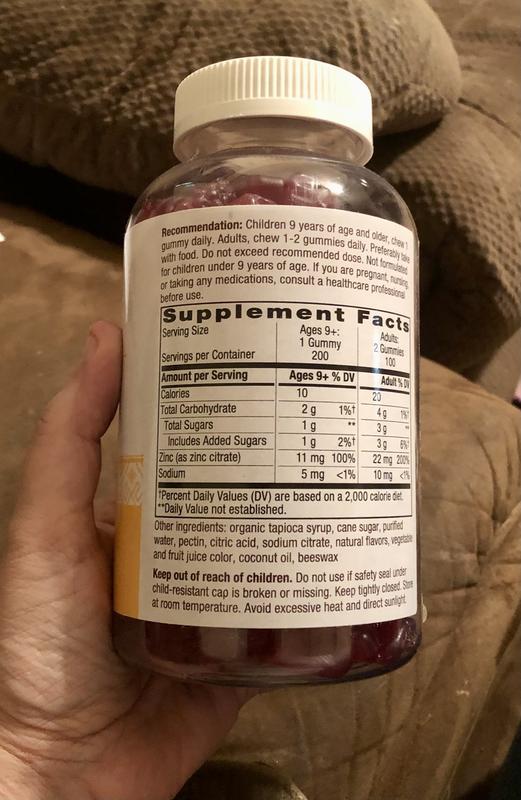 Recommendation: Children 9 years of age and older, chew 1
gummy daily. Adults, chew 1-2 gummies daily. Preferably take
with food. Do not exceed recommended dose. Not formulated
for children under 9 years of age. If you are pregnant, nursing,
or taking any medications, consult a healthcare professional
before use.
Supplement Facts
Serving Size Ages 9+: 1 Gummy Adults: 2 Gummies
Servings per Container 200 100
Amount per Serving Ages 9+ % DV Adult % DV
Calories 10 20
Total Carbohydrate 2 g 1%† 4 g 1%†
Total Sugars 1 g ** 3 g **
Includes Added Sugars 1 g 2%† 3 g 6%†
Zinc (as zinc citrate) 11 mg 100% 22 mg 200%
Sodium 5 mg <1% 10 mg <1%
†Percent Daily Values (DV) are based on a 2,000 calorie diet.
**Daily Value not established.
Other ingredients: organic tapioca syrup, cane sugar, purified
water, pectin, citric acid, sodium citrate, natural flavors, vegetable
and fruit juice color, coconut oil, beeswax
Keep out of reach of children. Do not use if safety seal under
child-resistant cap is broken or missing. Keep tightly closed. Store
at room temperature. Avoid excessive heat and direct sunlight.